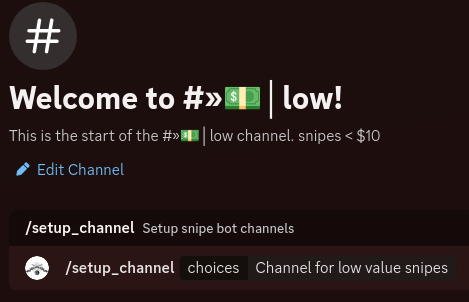 #
Welcome to #»💵│low!
This is the start of the #»💵│low channel. snipes < $10
Edit Channel
/setup_channel Setup snipe bot channels
/setup_channel choices Channel for low value snipes